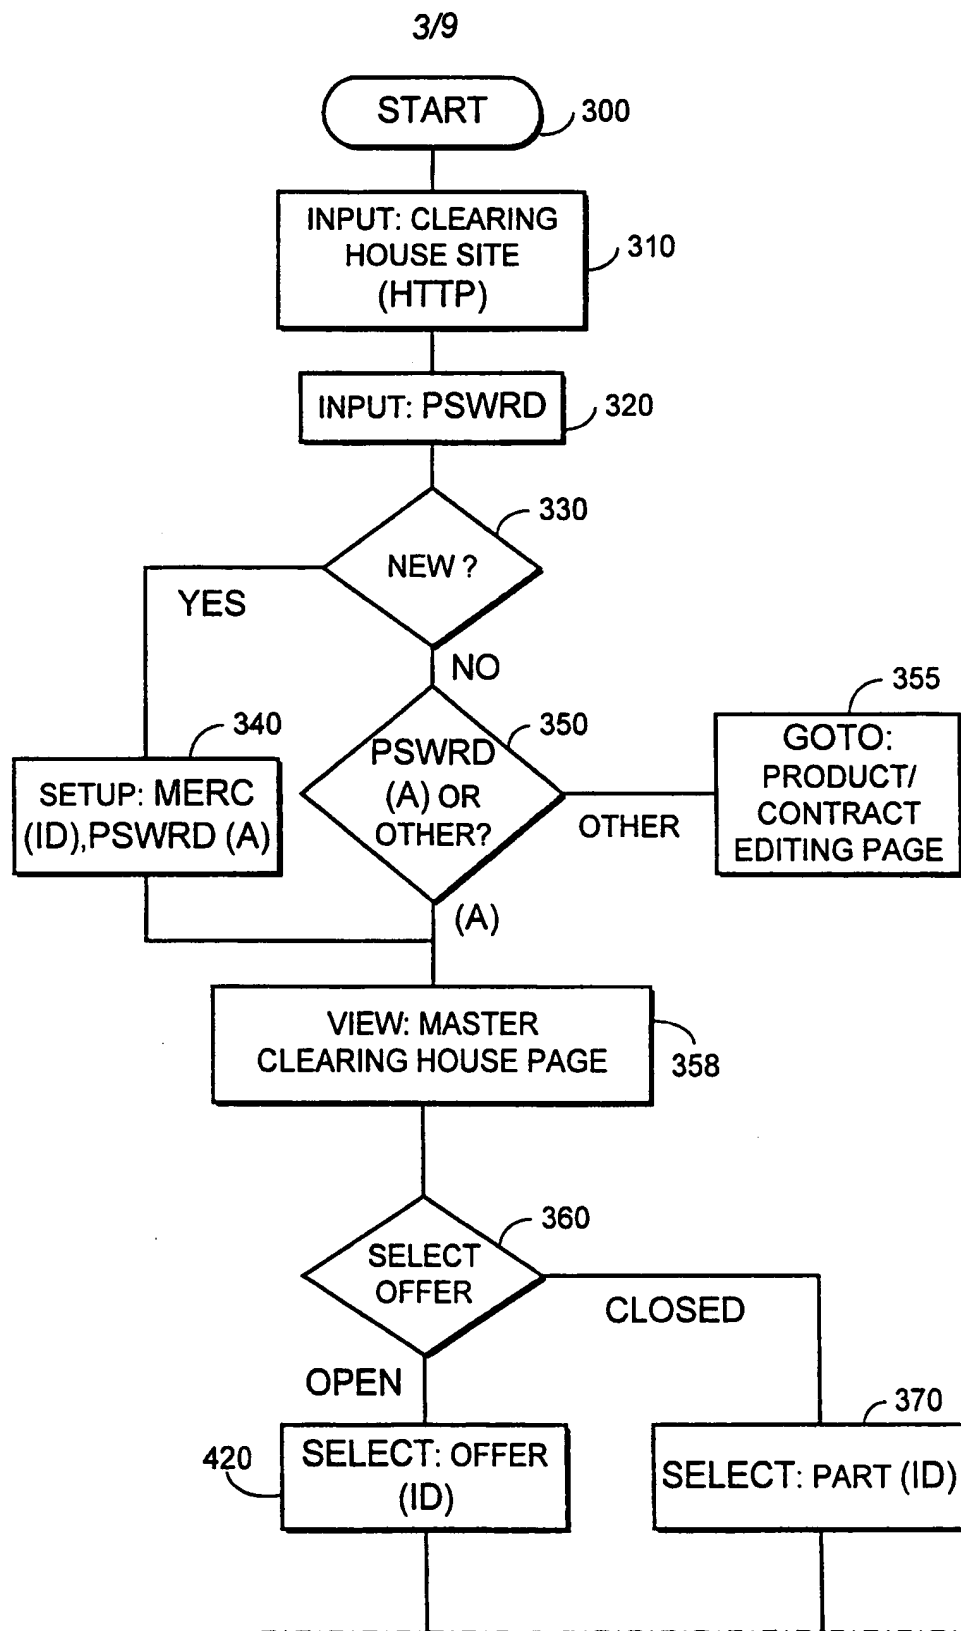 3/9
START
300
INPUT: CLEARING
HOUSE SITE
(HTTP)
310
INPUT: PSWRD
320
330
NEW ?
YES
NO
340
SETUP: MERC
(ID),PSWRD (A)
350
PSWRD
(A) OR
OTHER?
OTHER
355
GOTO:
PRODUCT/
CONTRACT
EDITING PAGE
(A)
VIEW: MASTER
CLEARING HOUSE PAGE
358
360
SELECT
OFFER
CLOSED
OPEN
420
SELECT: OFFER
(ID)
370
SELECT: PART (ID)